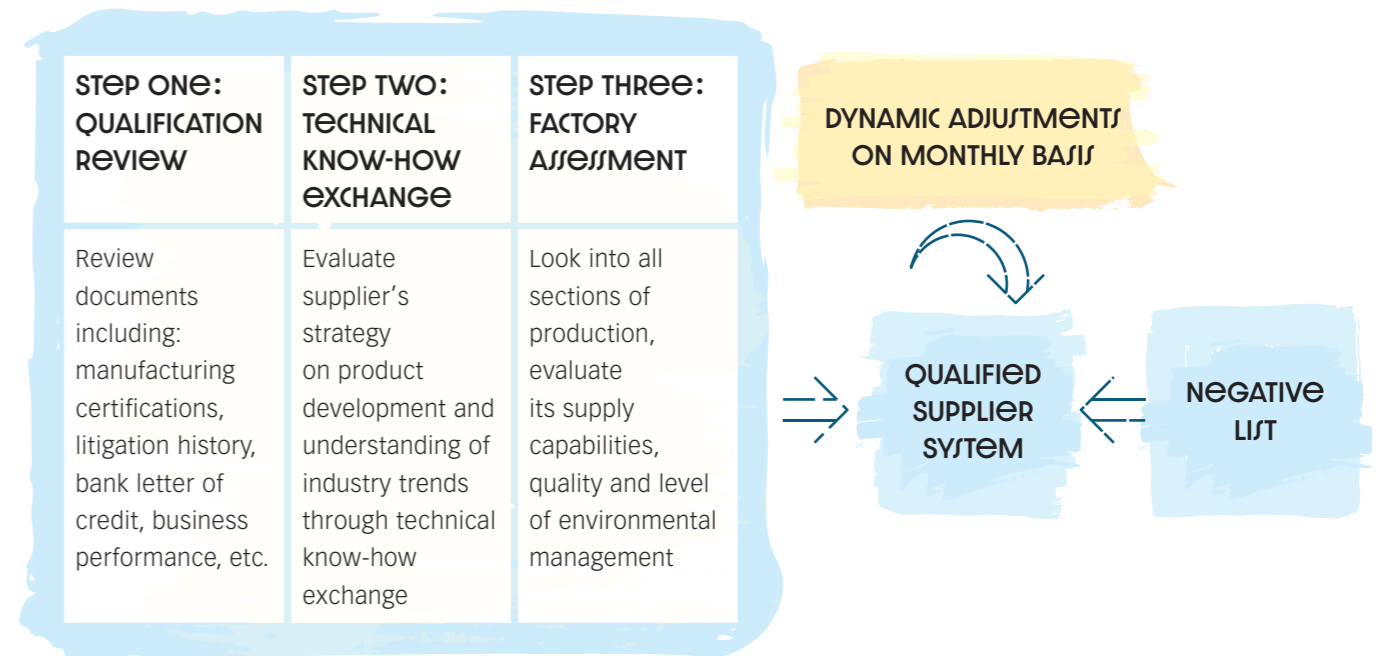 STEP ONE:
QUALIFICATION
REVIEW
Review
documents
including:
manufacturing
certifications,
litigation history,
bank letter of
credit, business
performance, etc.
STEP TWO:
TECHNICAL
KNOW-HOW
EXCHANGE
Evaluate
supplier's
strategy
on product
development and
understanding of
industry trends
through technical
know-how
exchange
STEP THREE:
FACTORY
ASSESSMENT
Look into all
sections of
production,
evaluate
its supply
capabilities,
quality and level
of environmental
management
DYNAMIC ADJUSTMENTS
ON MONTHLY BASIS
QUALIFIED
SUPPLIER
SYSTEM
NEGATIVE
LIST